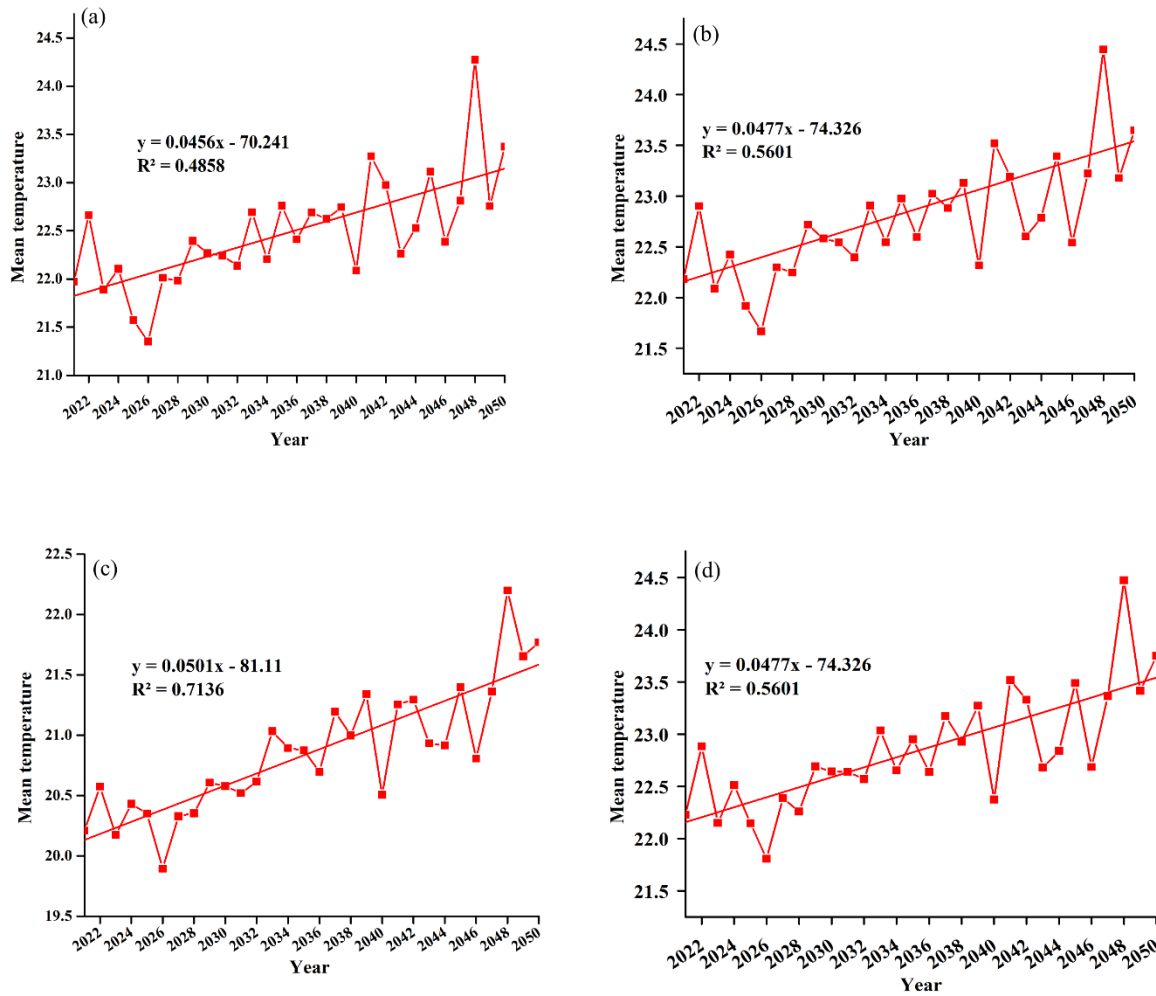 (a)
24.5
24.0
23.5
23.0
22.5
22.0
21.5
21.0
Mean temperature
y = 0.0456x - 70.241
R² = 0.4858
2022 2024 2026 2028 2030 2032 2034 2036 2038 2040 2042 2044 2046 2048 2050
Year
(b)
24.5
24.0
23.5
23.0
22.5
22.0
21.5
Mean temperature
y = 0.0477x - 74.326
R² = 0.5601
2022 2024 2026 2028 2030 2032 2034 2036 2038 2040 2042 2044 2046 2048 2050
Year
(c)
22.5
22.0
21.5
21.0
20.5
20.0
19.5
Mean temperature
y = 0.0501x - 81.11
R² = 0.7136
2022 2024 2026 2028 2030 2032 2034 2036 2038 2040 2042 2044 2046 2048 2050
Year
(d)
24.5
24.0
23.5
23.0
22.5
22.0
21.5
Mean temperature
y = 0.0477x - 74.326
R² = 0.5601
2022 2024 2026 2028 2030 2032 2034 2036 2038 2040 2042 2044 2046 2048 2050
Year